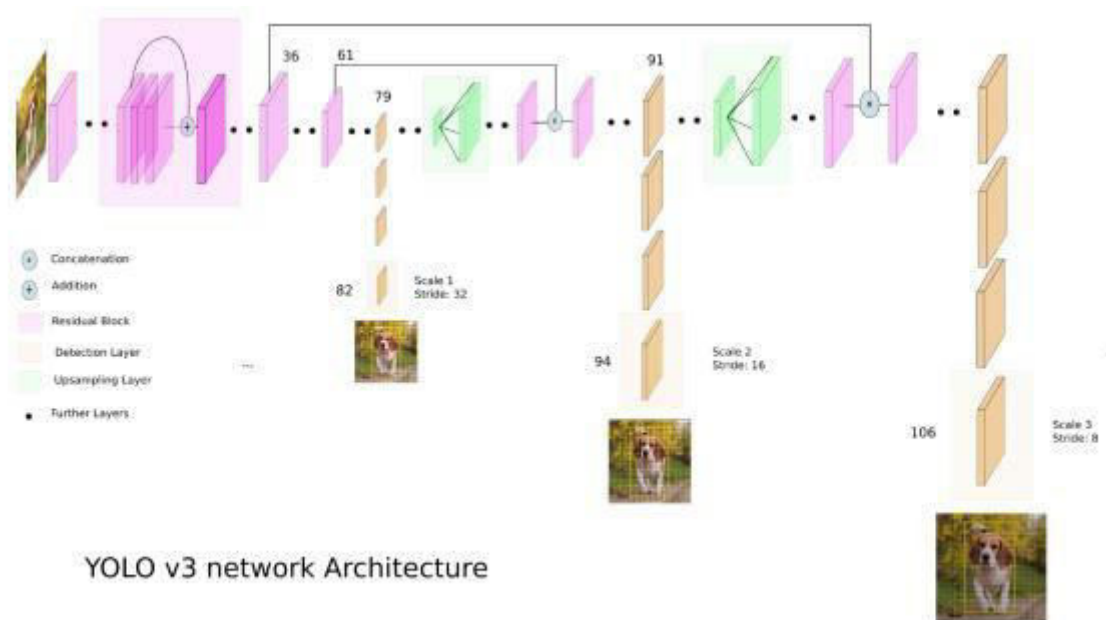 36
61
91
79
Concatenation
Addition
Residual Block
Detection Layer
Upsampling Layer
Further Layers
...
82
Scale 1
Stride: 32
94
Scale 2
Stride: 16
106
Scale 3
Stride: 8
YOLO v3 network Architecture